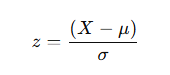 z = (X − μ) / σ